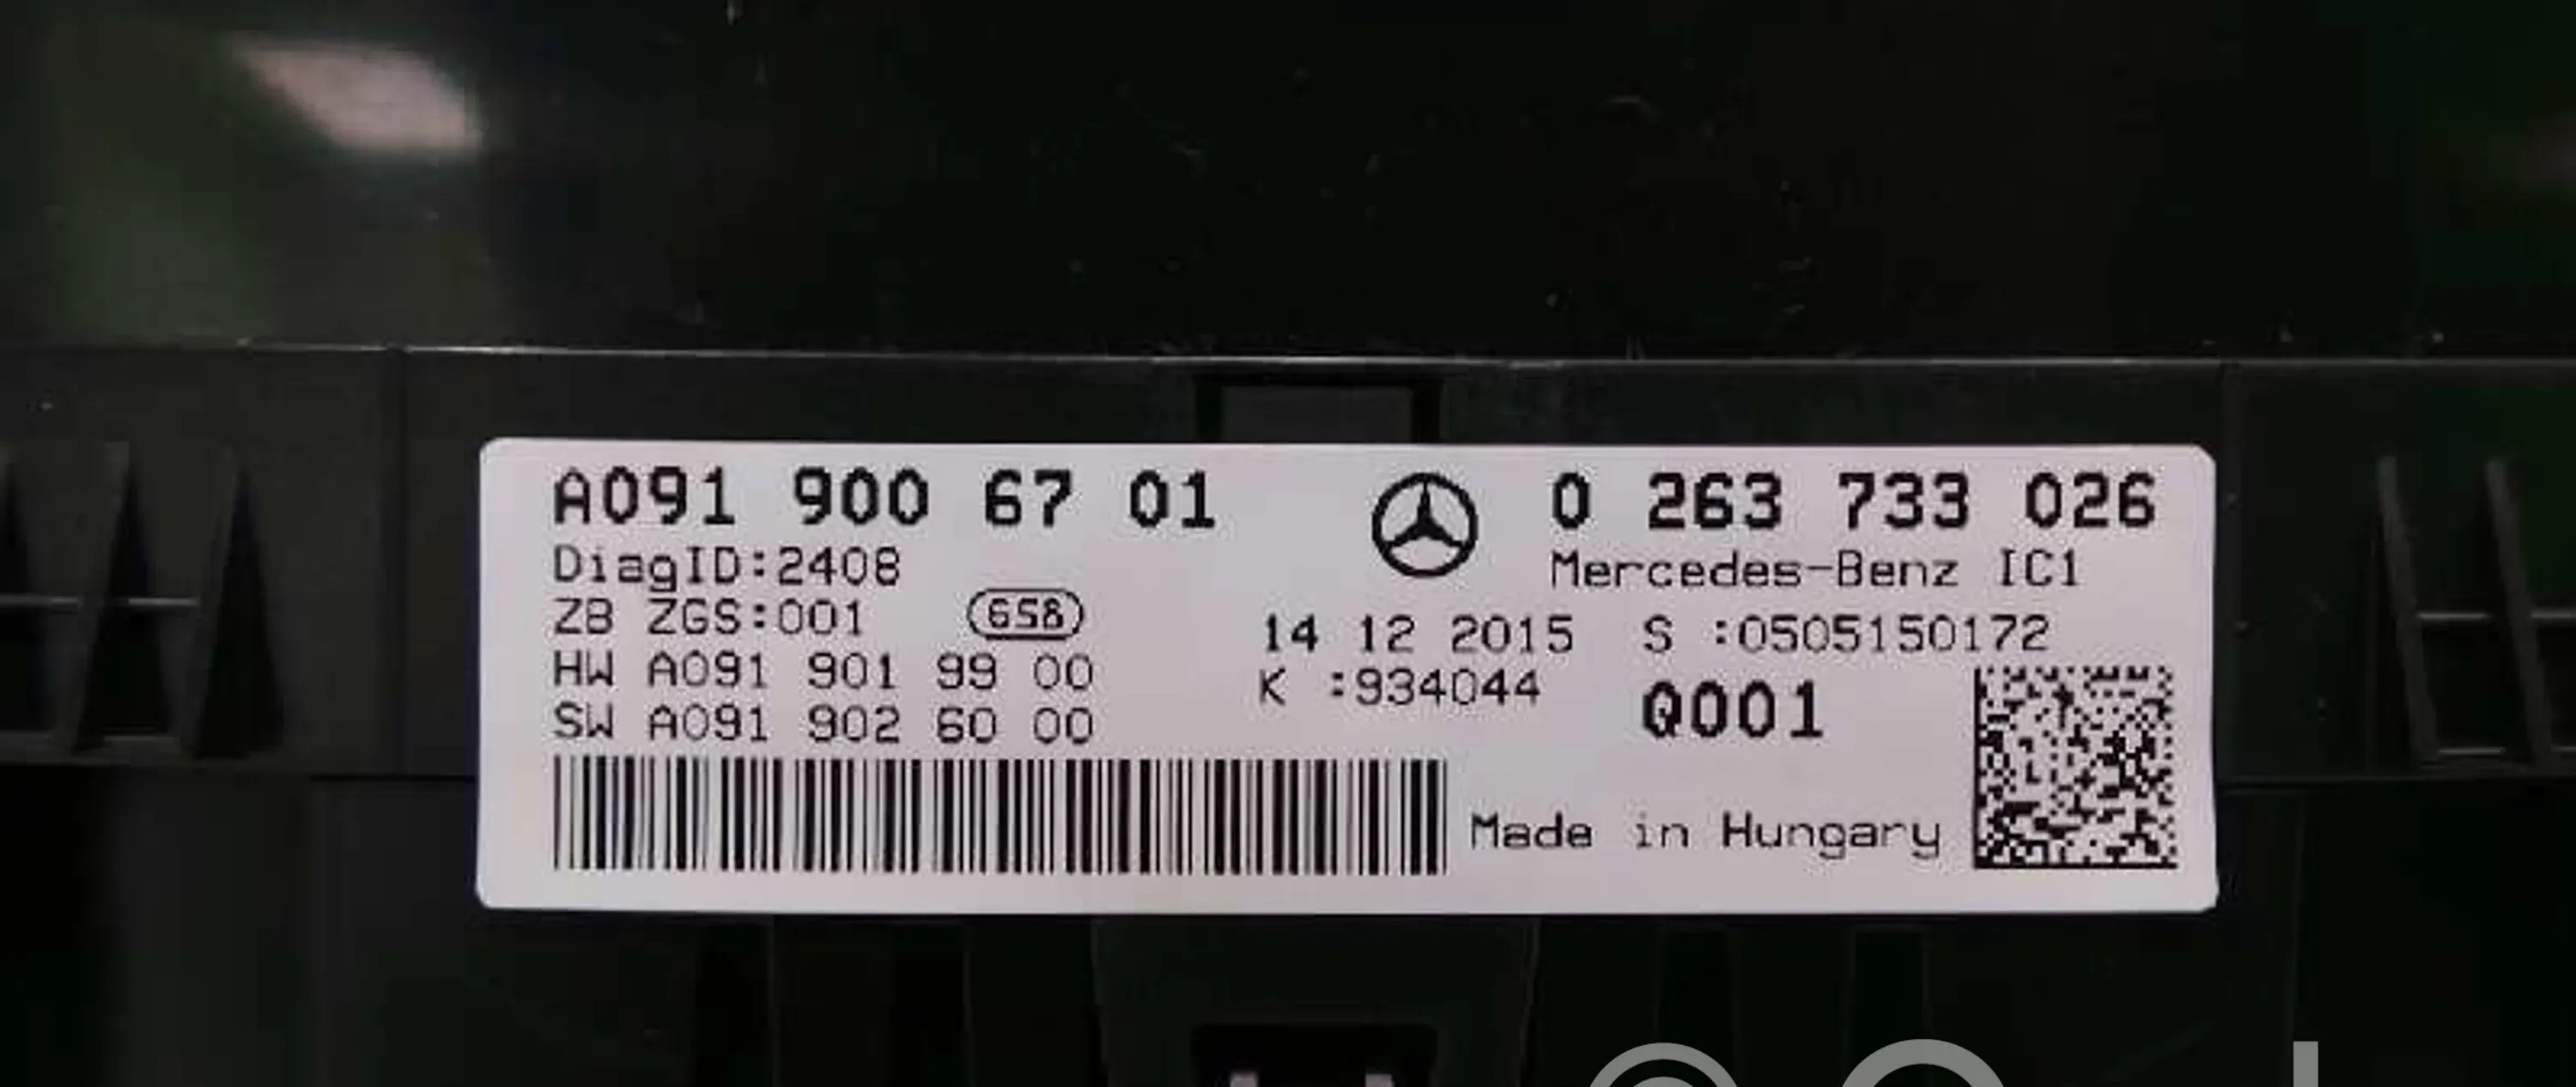 A091 900 67 01
0 263 733 026
DiagID:2408
Mercedes-Benz IC1
ZB ZGS:001
658
14 12 2015
S :0505150172
HW A091 901 99 00
K :934044
Q001
SW A091 902 60 00
Made in Hungary